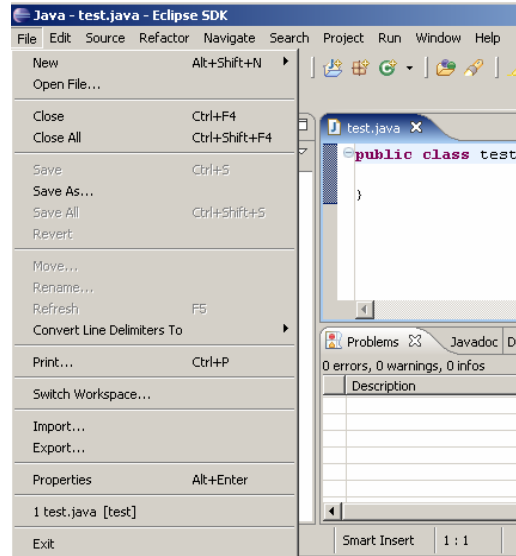 Java - test.java - Eclipse SDK
File Edit Source Refactor Navigate Search Project Run Window Help
New Alt+Shift+N
Open File...
Close Ctrl+F4
Close All Ctrl+Shift+F4
Save Ctrl+S
Save As...
Save All Ctrl+Shift+S
Revert
Move...
Rename...
Refresh F5
Convert Line Delimiters To
Print... Ctrl+P
Switch Workspace...
Import...
Export...
Properties Alt+Enter
1 test.java [test]
Exit
test.java
public class test
}
Problems Javadoc D
0 errors, 0 warnings, 0 infos
Description
Smart Insert 1 : 1